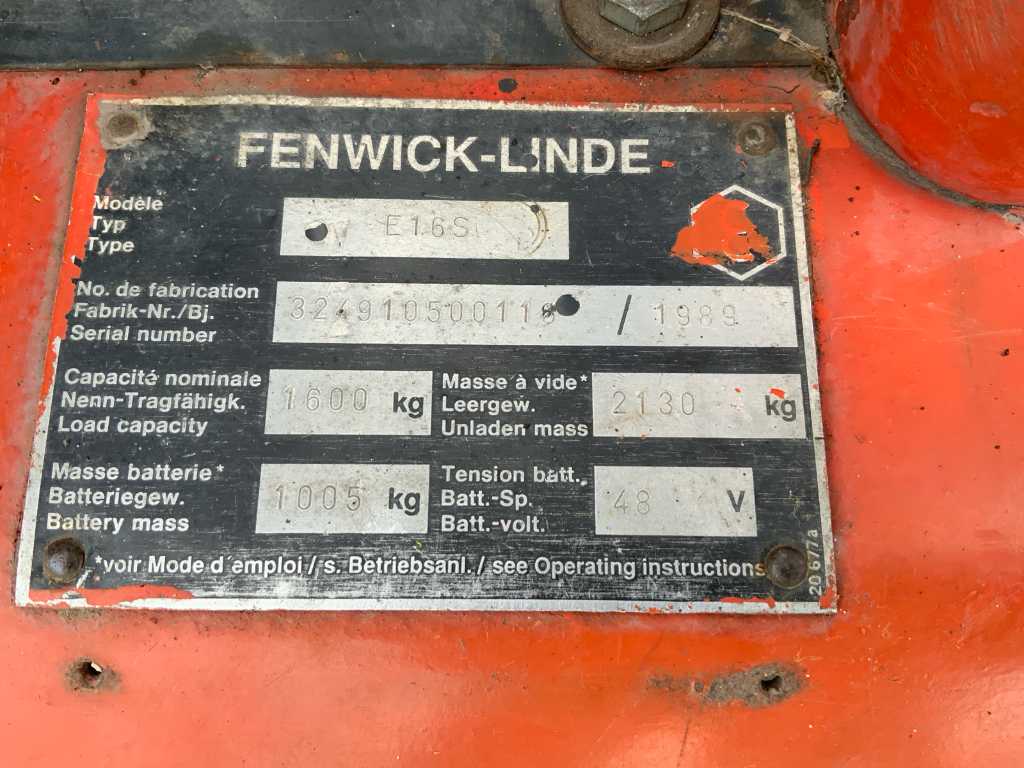 FENWICK-LINDE
Modèle
Typ
Type
E16S
No. de fabrication
Fabrik-Nr./Bj.
Serial number
324910500118 / 1989
Capacité nominale
Nenn-Tragfähigk.
Load capacity
1600 kg
Masse à vide*
Leergew.
Unladen mass
2130 kg
Masse batterie*
Batteriegew.
Battery mass
1005 kg
Tension batt.
Batt.-Sp.
Batt.-volt.
48 V
*voir Mode d'emploi / s. Betriebsanl. / see Operating instructions